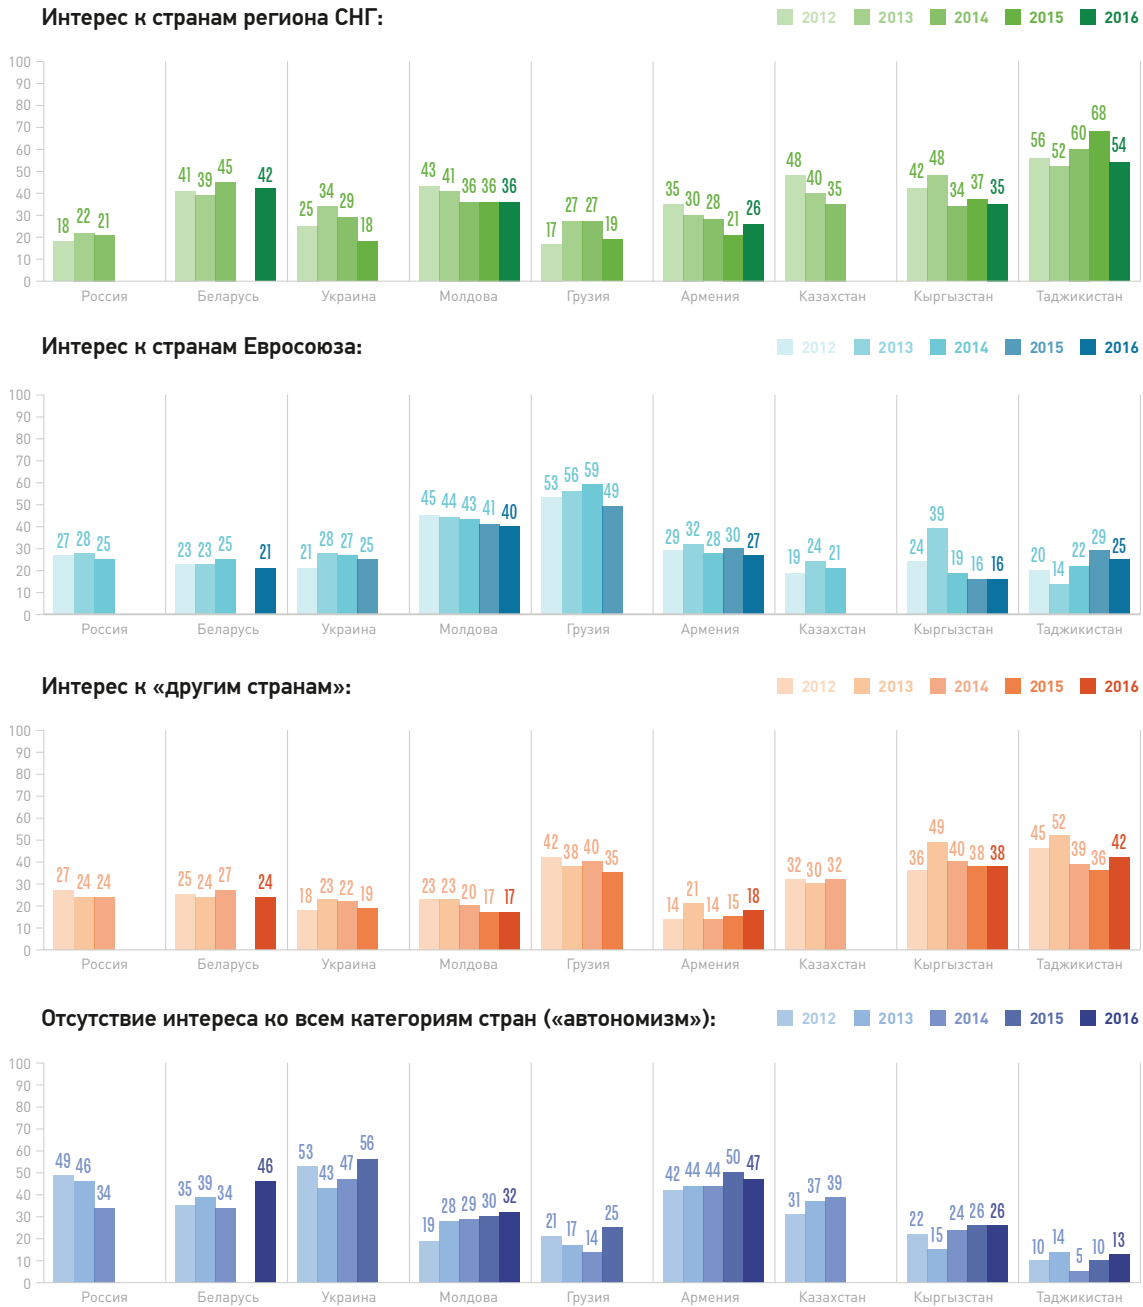 Интерес к странам региона СНГ:
2012 2013 2014 2015 2016
100
90
80
70
60
50
40
30
20
10
0
18 22 21
41 39 45 42
25 34 29 18
43 41 36 36 36
17 27 27 19
35 30 28 21 26
48 40 35
42 48 34 37 35
56 52 60 68 54
Россия Беларусь Украина Молдова Грузия Армения Казахстан Кыргызстан Таджикистан
Интерес к странам Евросоюза:
2012 2013 2014 2015 2016
100
90
80
70
60
50
40
30
20
10
0
27 28 25
23 23 25 21
21 28 27 25
45 44 43 41 40
53 56 59 49
29 32 28 30 27
19 24 21
24 39 19 16 16
20 14 22 29 25
Россия Беларусь Украина Молдова Грузия Армения Казахстан Кыргызстан Таджикистан
Интерес к «другим странам»:
2012 2013 2014 2015 2016
100
90
80
70
60
50
40
30
20
10
0
27 24 24
25 24 27 24
18 23 22 19
23 23 20 17 17
42 38 40 35
14 21 14 15 18
32 30 32
36 49 40 38 38
45 52 39 36 42
Россия Беларусь Украина Молдова Грузия Армения Казахстан Кыргызстан Таджикистан
Отсутствие интереса ко всем категориям стран («автономизм»):
2012 2013 2014 2015 2016
100
90
80
70
60
50
40
30
20
10
0
49 46 34
35 39 34 46
53 43 47 56
19 28 29 30 32
21 17 14 25
42 44 44 50 47
31 37 39
22 15 24 26 26
10 14 5 10 13
Россия Беларусь Украина Молдова Грузия Армения Казахстан Кыргызстан Таджикистан